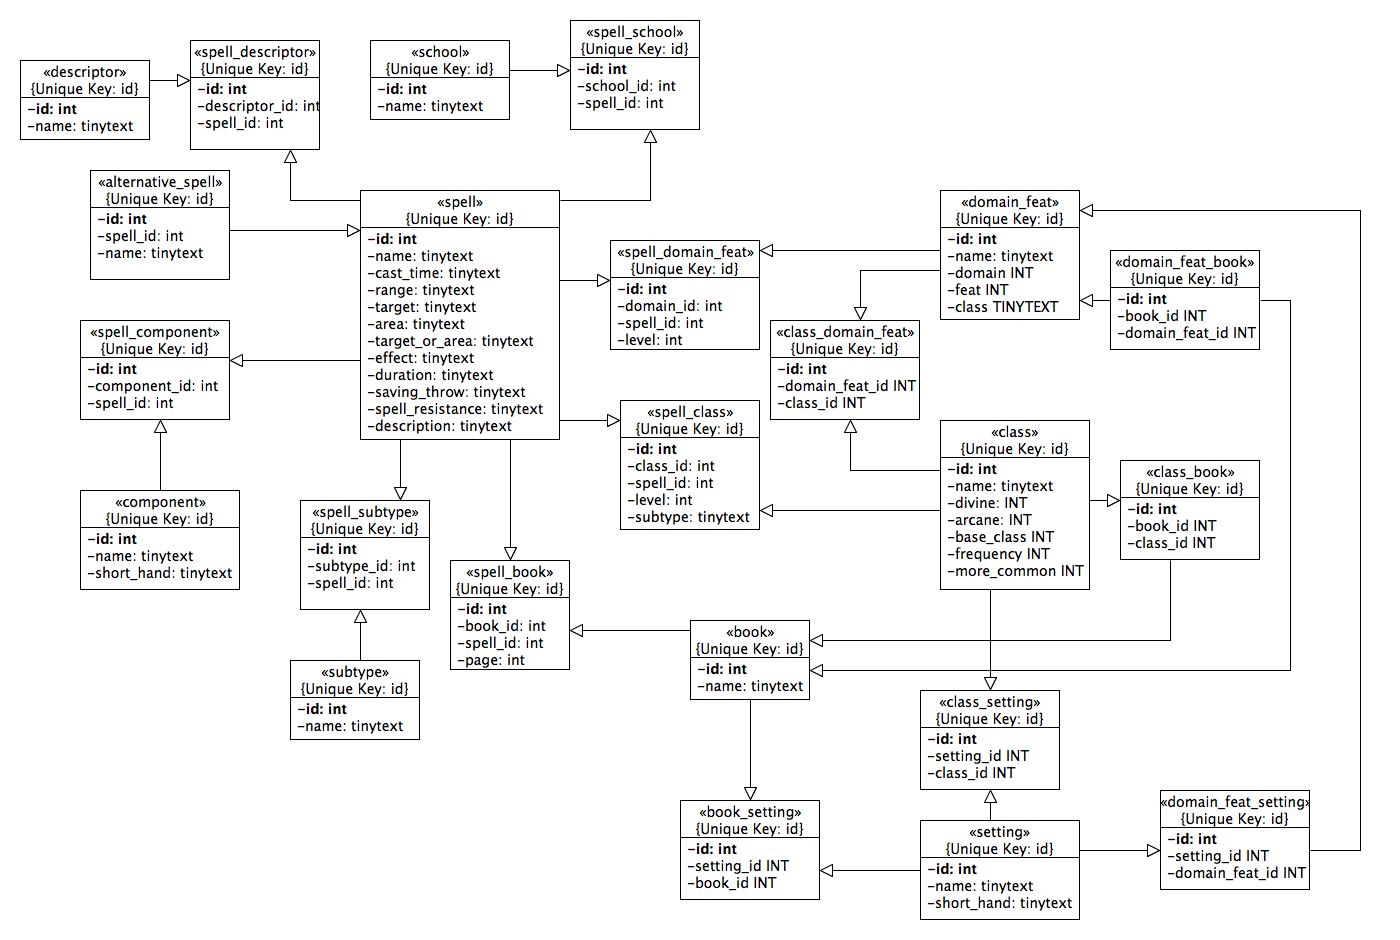 «descriptor»
{Unique Key: id}
-id: int
-name: tinytext
«spell_descriptor»
{Unique Key: id}
-id: int
-descriptor_id: int
-spell_id: int
«school»
{Unique Key: id}
-id: int
-name: tinytext
«spell_school»
{Unique Key: id}
-id: int
-school_id: int
-spell_id: int
«alternative_spell»
{Unique Key: id}
-id: int
-spell_id: int
-name: tinytext
«spell»
{Unique Key: id}
-id: int
-name: tinytext
-cast_time: tinytext
-range: tinytext
-target: tinytext
-area: tinytext
-target_or_area: tinytext
-effect: tinytext
-duration: tinytext
-saving_throw: tinytext
-spell_resistance: tinytext
-description: tinytext
«spell_domain_feat»
{Unique Key: id}
-id: int
-domain_id: int
-spell_id: int
-level: int
«domain_feat»
{Unique Key: id}
-id: int
-name: tinytext
-domain INT
-feat INT
-class TINYTEXT
«domain_feat_book»
{Unique Key: id}
-id: int
-book_id INT
-domain_feat_id INT
«spell_component»
{Unique Key: id}
-id: int
-component_id: int
-spell_id: int
«class_domain_feat»
{Unique Key: id}
-id: int
-domain_feat_id INT
-class_id INT
«spell_class»
{Unique Key: id}
-id: int
-class_id: int
-spell_id: int
-level: int
-subtype: tinytext
«class»
{Unique Key: id}
-id: int
-name: tinytext
-divine: INT
-arcane: INT
-base_class INT
-frequency INT
-more_common INT
«class_book»
{Unique Key: id}
-id: int
-book_id INT
-class_id INT
«component»
{Unique Key: id}
-id: int
-name: tinytext
-short_hand: tinytext
«spell_subtype»
{Unique Key: id}
-id: int
-subtype_id: int
-spell_id: int
«spell_book»
{Unique Key: id}
-id: int
-book_id: int
-spell_id: int
-page: int
«book»
{Unique Key: id}
-id: int
-name: tinytext
«subtype»
{Unique Key: id}
-id: int
-name: tinytext
«class_setting»
{Unique Key: id}
-id: int
-setting_id INT
-class_id INT
«book_setting»
{Unique Key: id}
-id: int
-setting_id INT
-book_id INT
«setting»
{Unique Key: id}
-id: int
-name: tinytext
-short_hand: tinytext
«domain_feat_setting»
{Unique Key: id}
-id: int
-setting_id INT
-domain_feat_id INT